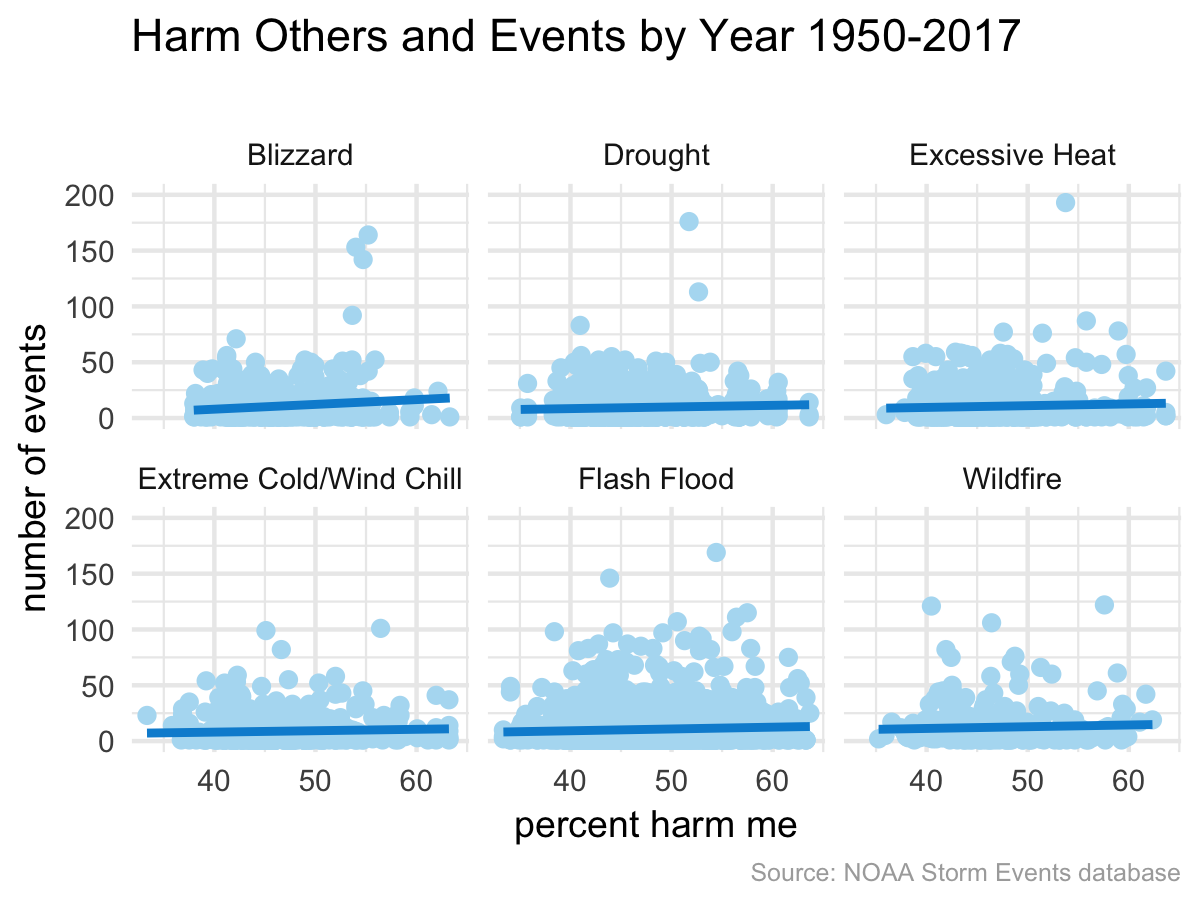 Harm Others and Events by Year 1950-2017
Blizzard
Drought
Excessive Heat
200
150
100
50
0
Extreme Cold/Wind Chill
Flash Flood
Wildfire
200
150
100
50
0
number of events
40 50 60
40 50 60
40 50 60
percent harm me
Source: NOAA Storm Events database